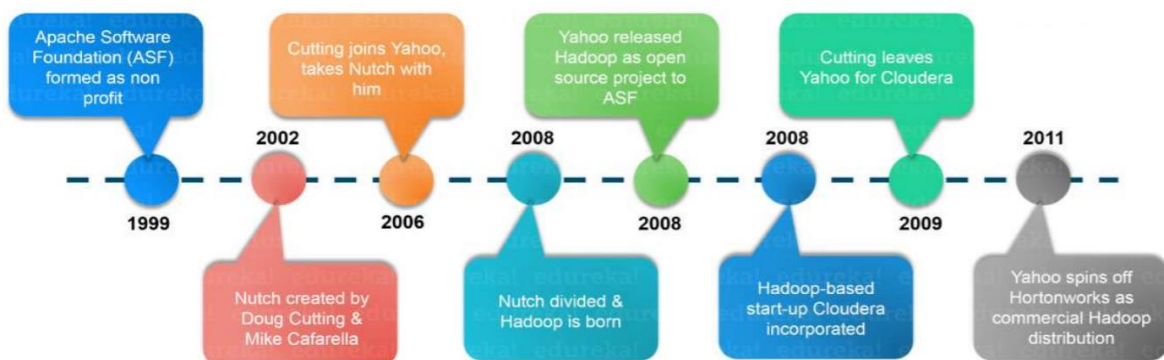 Apache Software
Foundation (ASF)
formed as non
profit
1999
2002
Nutch created by
Doug Cutting &
Mike Cafarella
Cutting joins Yahoo,
takes Nutch with
him
2006
2008
Nutch divided &
Hadoop is born
Yahoo released
Hadoop as open
source project to
ASF
2008
2008
Hadoop-based
start-up Cloudera
incorporated
Cutting leaves
Yahoo for Cloudera
2009
2011
Yahoo spins off
Hortonworks as
commercial Hadoop
distribution